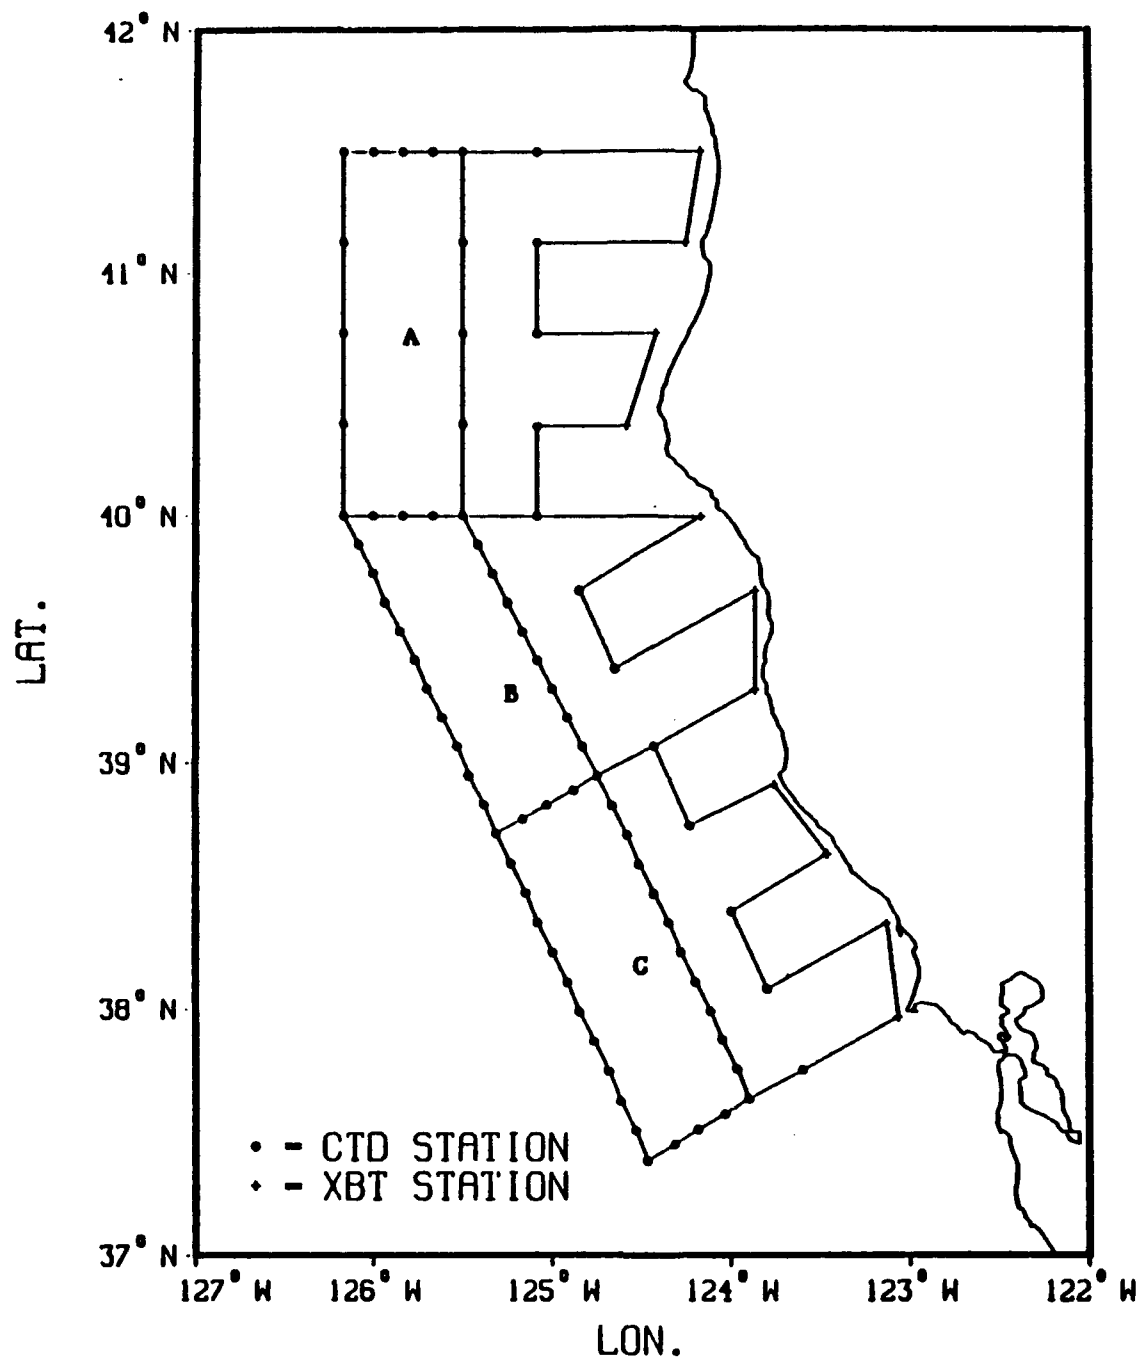 42° N
41° N
40° N
39° N
38° N
37° N
LAT.
A
B
C
• - CTD STATION
+ - XBT STATION
127° W 126° W 125° W 124° W 123° W 122° W
LON.